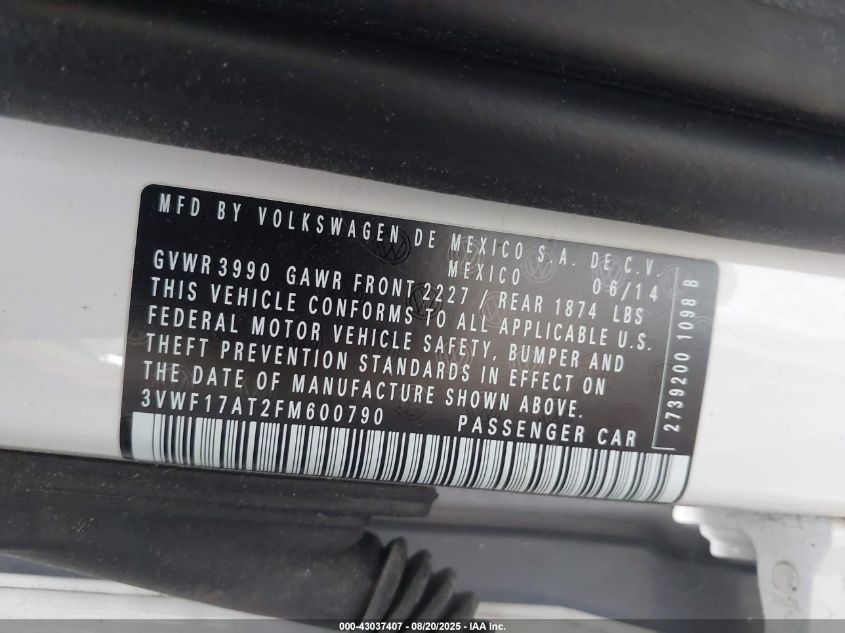 MFD BY VOLKSWAGEN DE MEXICO S.A. DE C.V.
MEXICO 06/14
GVWR3990 GAWR FRONT 2227 / REAR 1874 LBS
THIS VEHICLE CONFORMS TO ALL APPLICABLE U.S.
FEDERAL MOTOR VEHICLE SAFETY, BUMPER AND
THEFT PREVENTION STANDARDS IN EFFECT ON
THE DATE OF MANUFACTURE SHOWN ABOVE.
3VWF17AT2FM600790 PASSENGER CAR
2739200 1098 B
000-43037407 - 08/20/2025 - IAA Inc.